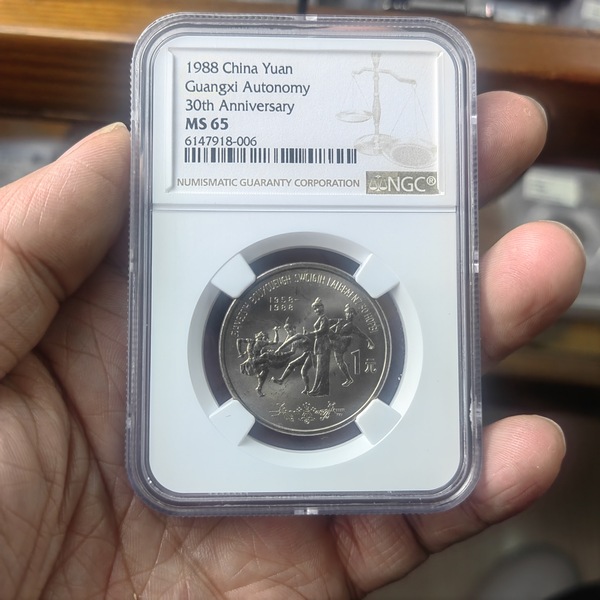 1988 China Yuan
Guangxi Autonomy
30th Anniversary
MS 65
6147918-006
NUMISMATIC GUARANTY CORPORATION
NGC®
1958
1988
1元